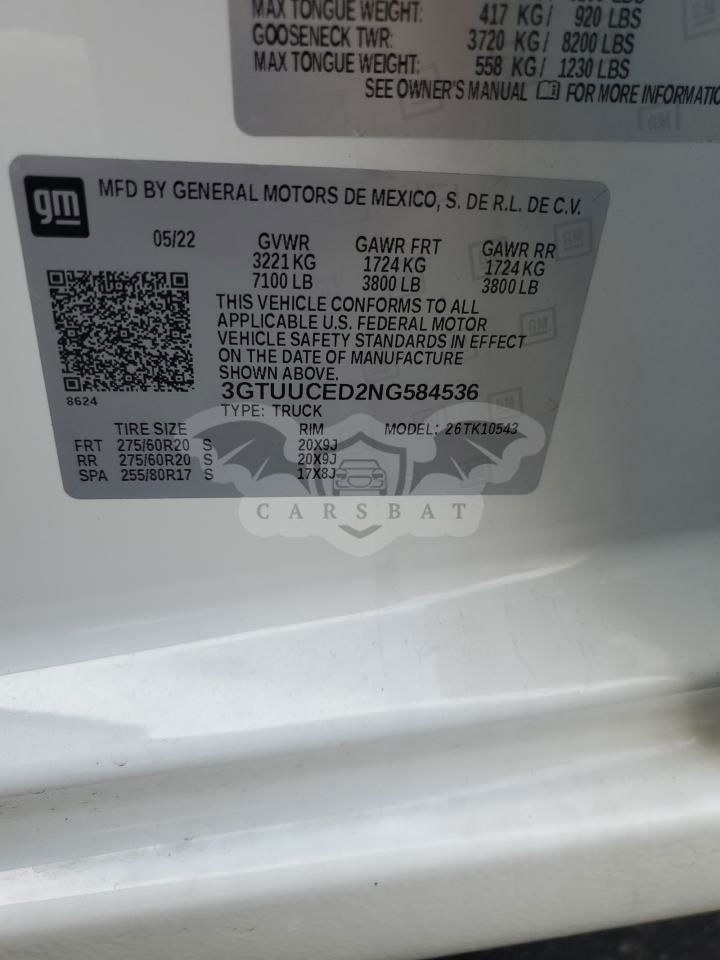 MAX TONGUE WEIGHT: 417 KG/ 920 LBS
GOOSENECK TWR: 3720 KG/ 8200 LBS
MAX TONGUE WEIGHT: 558 KG/ 1230 LBS
SEE OWNER'S MANUAL FOR MORE INFORMATIO
gm
MFD BY GENERAL MOTORS DE MEXICO, S. DE R.L. DE C.V.
05/22 GVWR GAWR FRT GAWR RR
3221 KG 1724 KG 1724 KG
7100 LB 3800 LB 3800 LB
THIS VEHICLE CONFORMS TO ALL
APPLICABLE U.S. FEDERAL MOTOR
VEHICLE SAFETY STANDARDS IN EFFECT
ON THE DATE OF MANUFACTURE
SHOWN ABOVE.
3GTUUCED2NG584536
8624
TYPE: TRUCK
TIRE SIZE RIM MODEL: 26TK10543
FRT 275/60R20 S 20X9J
RR 275/60R20 S 20X9J
SPA 255/80R17 S 17X8J
CARSBAT